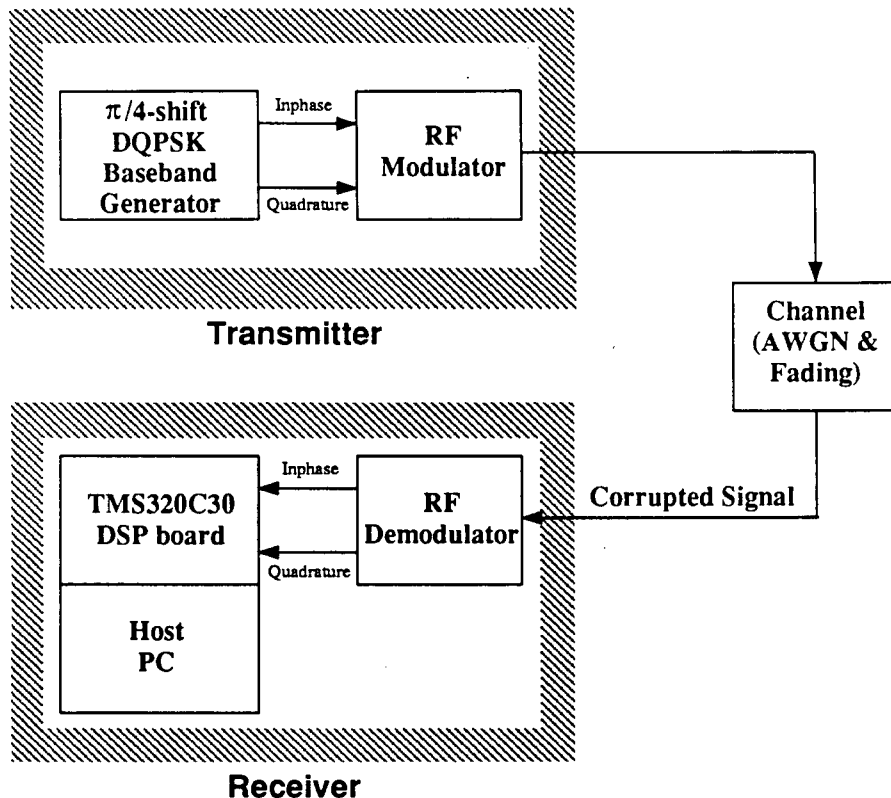 π/4-shift
DQPSK
Baseband
Generator
Inphase
Quadrature
RF
Modulator
Transmitter
Channel
(AWGN &
Fading)
Corrupted Signal
RF
Demodulator
Inphase
Quadrature
TMS320C30
DSP board
Host
PC
Receiver